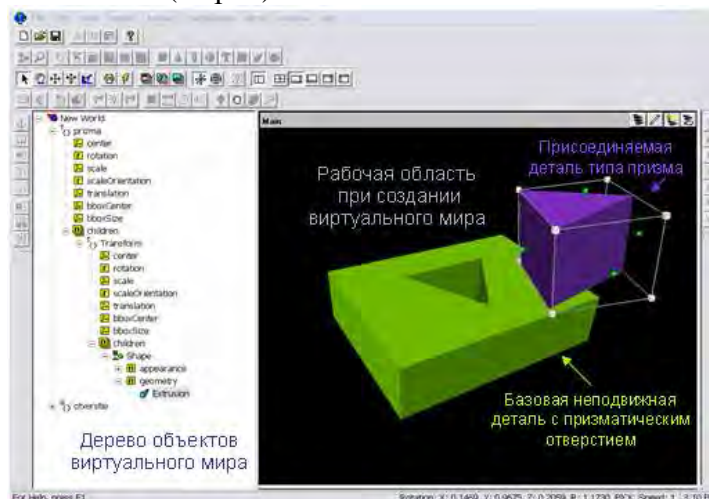 New World
prizma
center
rotation
scale
scaleOrientation
translation
bboxCenter
bboxSize
children
Transform
center
rotation
scale
scaleOrientation
translation
bboxCenter
bboxSize
children
Shape
appearance
geometry
Extrusion
otverstie
Дерево объектов
виртуального мира
Main
Рабочая область
при создании
виртуального мира
Присоединяемая
деталь типа призма
Базовая неподвижная
деталь с призматическим
отверстием
For Help, press F1